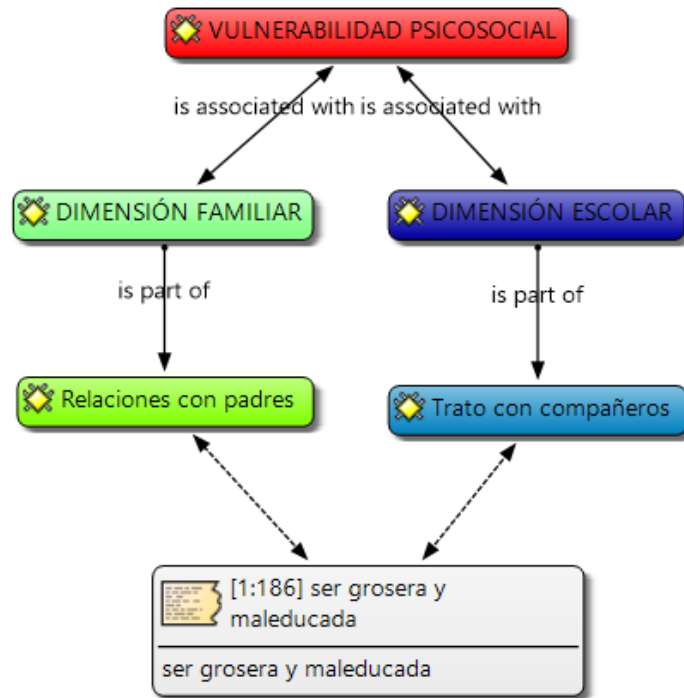 VULNERABILIDAD PSICOSOCIAL
is associated with is associated with
DIMENSIÓN FAMILIAR
DIMENSIÓN ESCOLAR
is part of
is part of
Relaciones con padres
Trato con compañeros
[1:186] ser grosera y
maleducada
ser grosera y maleducada